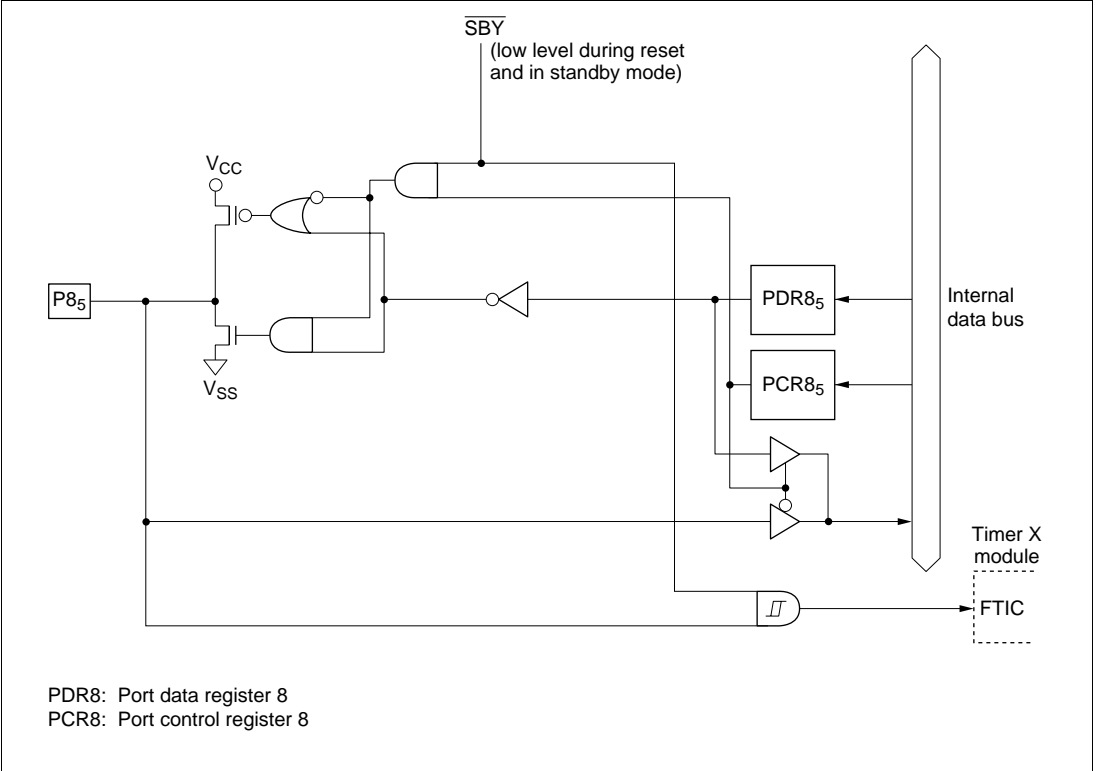 SBY
(low level during reset
and in standby mode)
VCC
P85
VSS
PDR85
PCR85
Internal
data bus
Timer X
module
FTIC
PDR8: Port data register 8
PCR8: Port control register 8